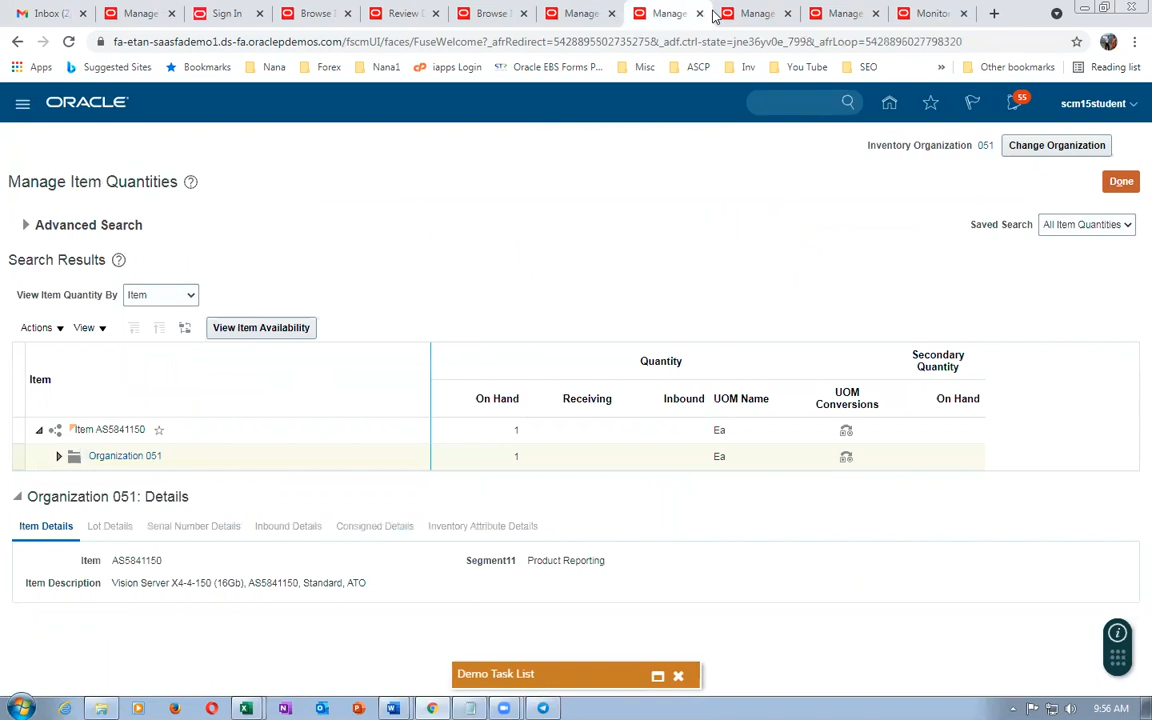 Inbox (2) Manage Sign In Browse Review D Browse Manage Manage Manage Manage Monitor
fa-etan-saasfademo1.ds-fa.oraclepdemos.com/fscmUI/faces/FuseWelcome?_afrRedirect=5428895502735275&_adf.ctrl-state=jne36yv0e_799&_afrLoop=5428896027798320
Apps Suggested Sites Bookmarks Nana Forex Nana1 iapps Login Oracle EBS Forms P... Misc ASCP Inv You Tube SEO » Other bookmarks Reading list
ORACLE 55 scm15student
Inventory Organization 051 Change Organization
Manage Item Quantities Done
Advanced Search Saved Search All Item Quantities
Search Results
View Item Quantity By Item
Actions View View Item Availability
Item Quantity Secondary Quantity
On Hand Receiving Inbound UOM Name UOM Conversions On Hand
Item AS5841150 1 Ea
Organization 051 1 Ea
Organization 051: Details
Item Details Lot Details Serial Number Details Inbound Details Consigned Details Inventory Attribute Details
Item AS5841150 Segment11 Product Reporting
Item Description Vision Server X4-4-150 (16Gb), AS5841150, Standard, ATO
Demo Task List
9:56 AM